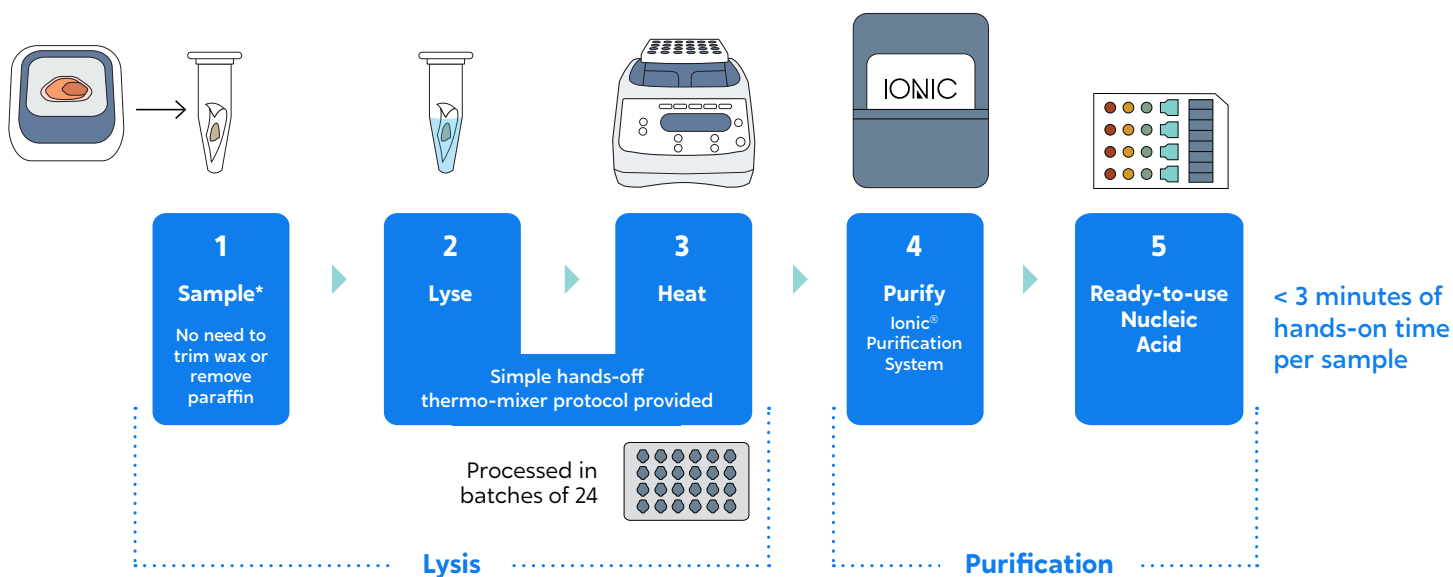 IONIC
1
Sample*
No need to
trim wax or
remove
paraffin
2
Lyse
3
Heat
Simple hands-off
thermo-mixer protocol provided
4
Purify
Ionic®
Purification
System
5
Ready-to-use
Nucleic
Acid
< 3 minutes of
hands-on time
per sample
Processed in
batches of 24
Lysis
Purification